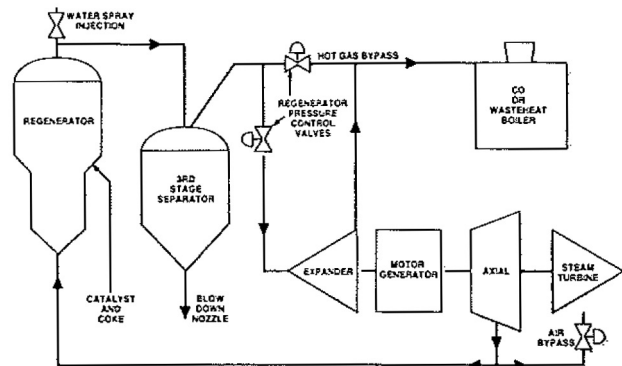 WATER SPRAY
INJECTION
HOT GAS BYPASS
REGENERATOR
REGENERATOR
PRESSURE
CONTROL
VALVES
CO
OR
WASTEHEAT
BOILER
3RD
STAGE
SEPARATOR
EXPANDER
MOTOR
GENERATOR
AXIAL
STEAM
TURBINE
CATALYST
AND
COKE
BLOW
DOWN
NOZZLE
AIR
BYPASS